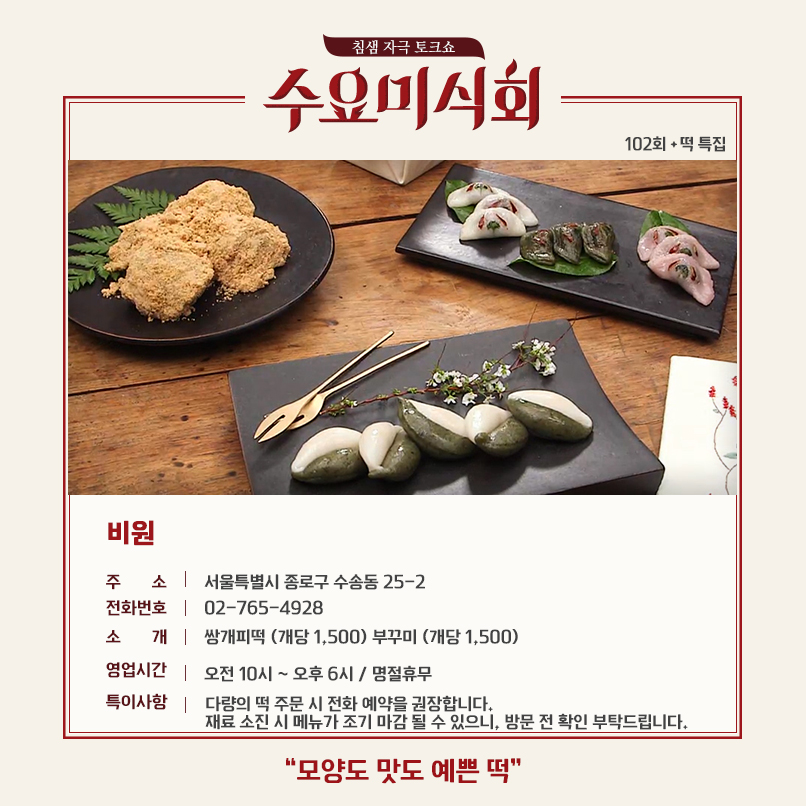 침샘 자극 토크쇼
수요미식회
102회 + 떡 특집
비원
주 소 | 서울특별시 종로구 수송동 25-2
전화번호 | 02-765-4928
소 개 | 쌍개피떡 (개당 1,500) 부꾸미 (개당 1,500)
영업시간 | 오전 10시 ~ 오후 6시 / 명절휴무
특이사항 | 다량의 떡 주문 시 전화 예약을 권장합니다.
재료 소진 시 메뉴가 조기 마감 될 수 있으니, 방문 전 확인 부탁드립니다.
“모양도 맛도 예쁜 떡”